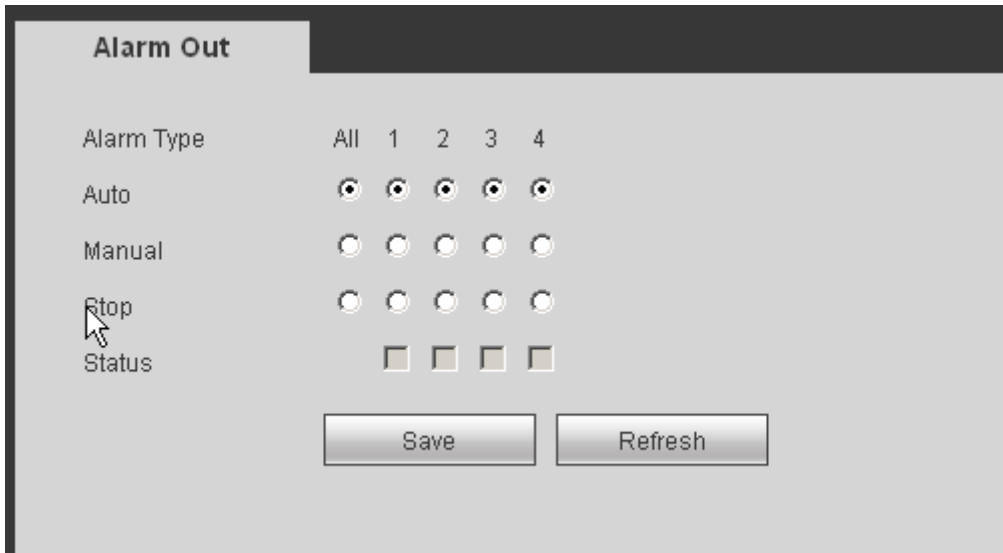 Alarm Out
Alarm Type All 1 2 3 4
Auto
Manual
Stop
Status
Save Refresh